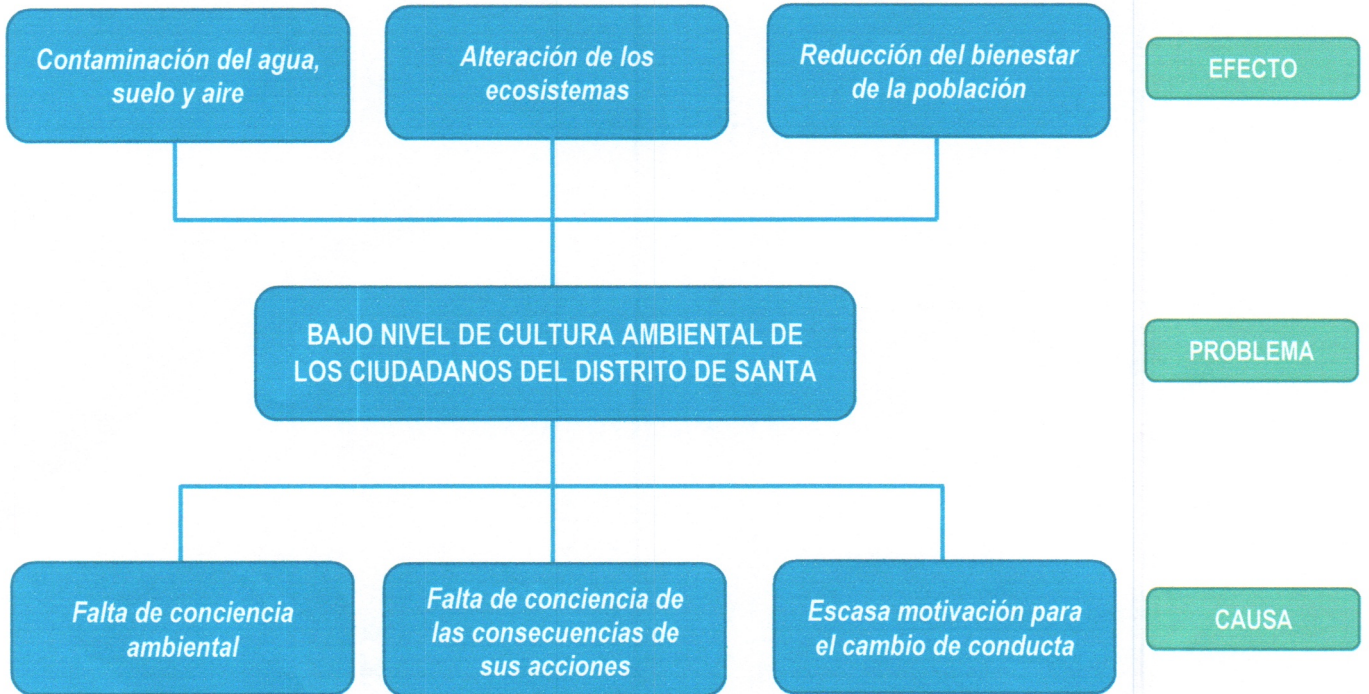 Contaminación del agua,
suelo y aire
Alteración de los
ecosistemas
Reducción del bienestar
de la población
EFECTO
BAJO NIVEL DE CULTURA AMBIENTAL DE
LOS CIUDADANOS DEL DISTRITO DE SANTA
PROBLEMA
Falta de conciencia
ambiental
Falta de conciencia de
las consecuencias de
sus acciones
Escasa motivación para
el cambio de conducta
CAUSA